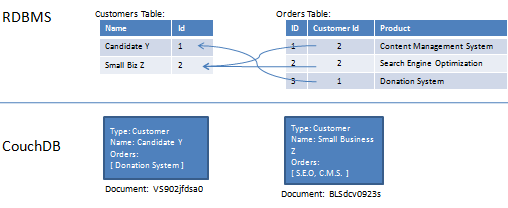 RDBMS
Customers Table:
Name Id
Candidate Y 1
Small Biz Z 2
Orders Table:
ID Customer Id Product
1 2 Content Management System
2 2 Search Engine Optimization
3 1 Donation System
CouchDB
Type: Customer
Name: Candidate Y
Orders:
[ Donation System ]
Document: VS902jfdsa0
Type: Customer
Name: Small Business
Z
Orders:
[ S.E.O, C.M.S. ]
Document: BLSdcv0923s